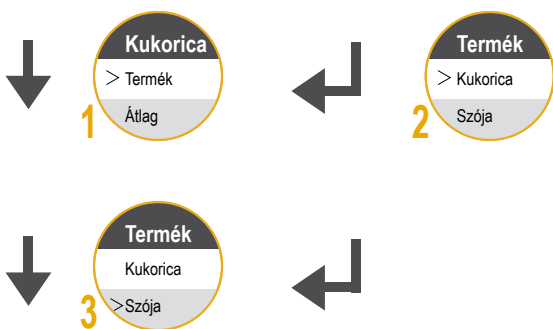 Kukorica
> Termék
Átlag
1
Termék
> Kukorica
Szója
2
Termék
Kukorica
>Szója
3